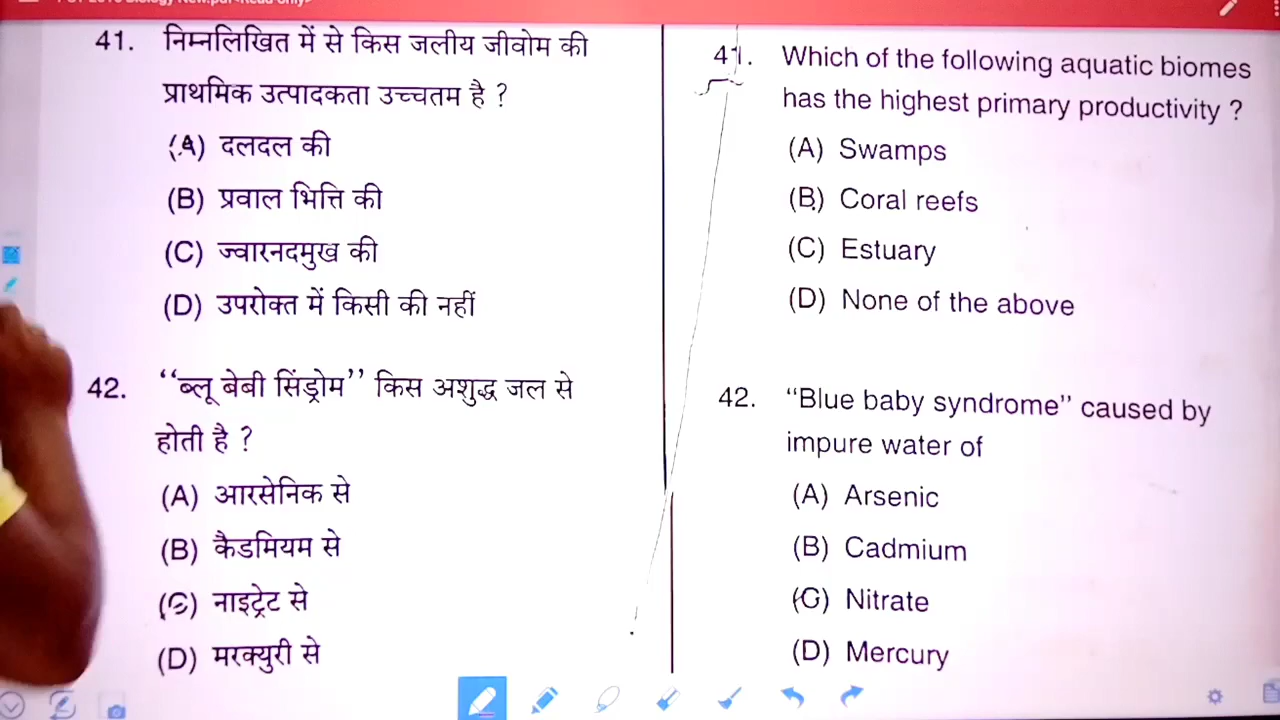 41. निम्नलिखित में से किस जलीय जीवोम की
प्राथमिक उत्पादकता उच्चतम है ?
(A) दलदल की
(B) प्रवाल भित्ति की
(C) ज्वारनदमुख की
(D) उपरोक्त में किसी की नहीं
42. ‘‘ब्लू बेबी सिंड्रोम’’ किस अशुद्ध जल से
होती है ?
(A) आरसेनिक से
(B) कैडमियम से
(C) नाइट्रेट से
(D) मरक्युरी से
41. Which of the following aquatic biomes
has the highest primary productivity ?
(A) Swamps
(B) Coral reefs
(C) Estuary
(D) None of the above
42. “Blue baby syndrome” caused by
impure water of
(A) Arsenic
(B) Cadmium
(C) Nitrate
(D) Mercury